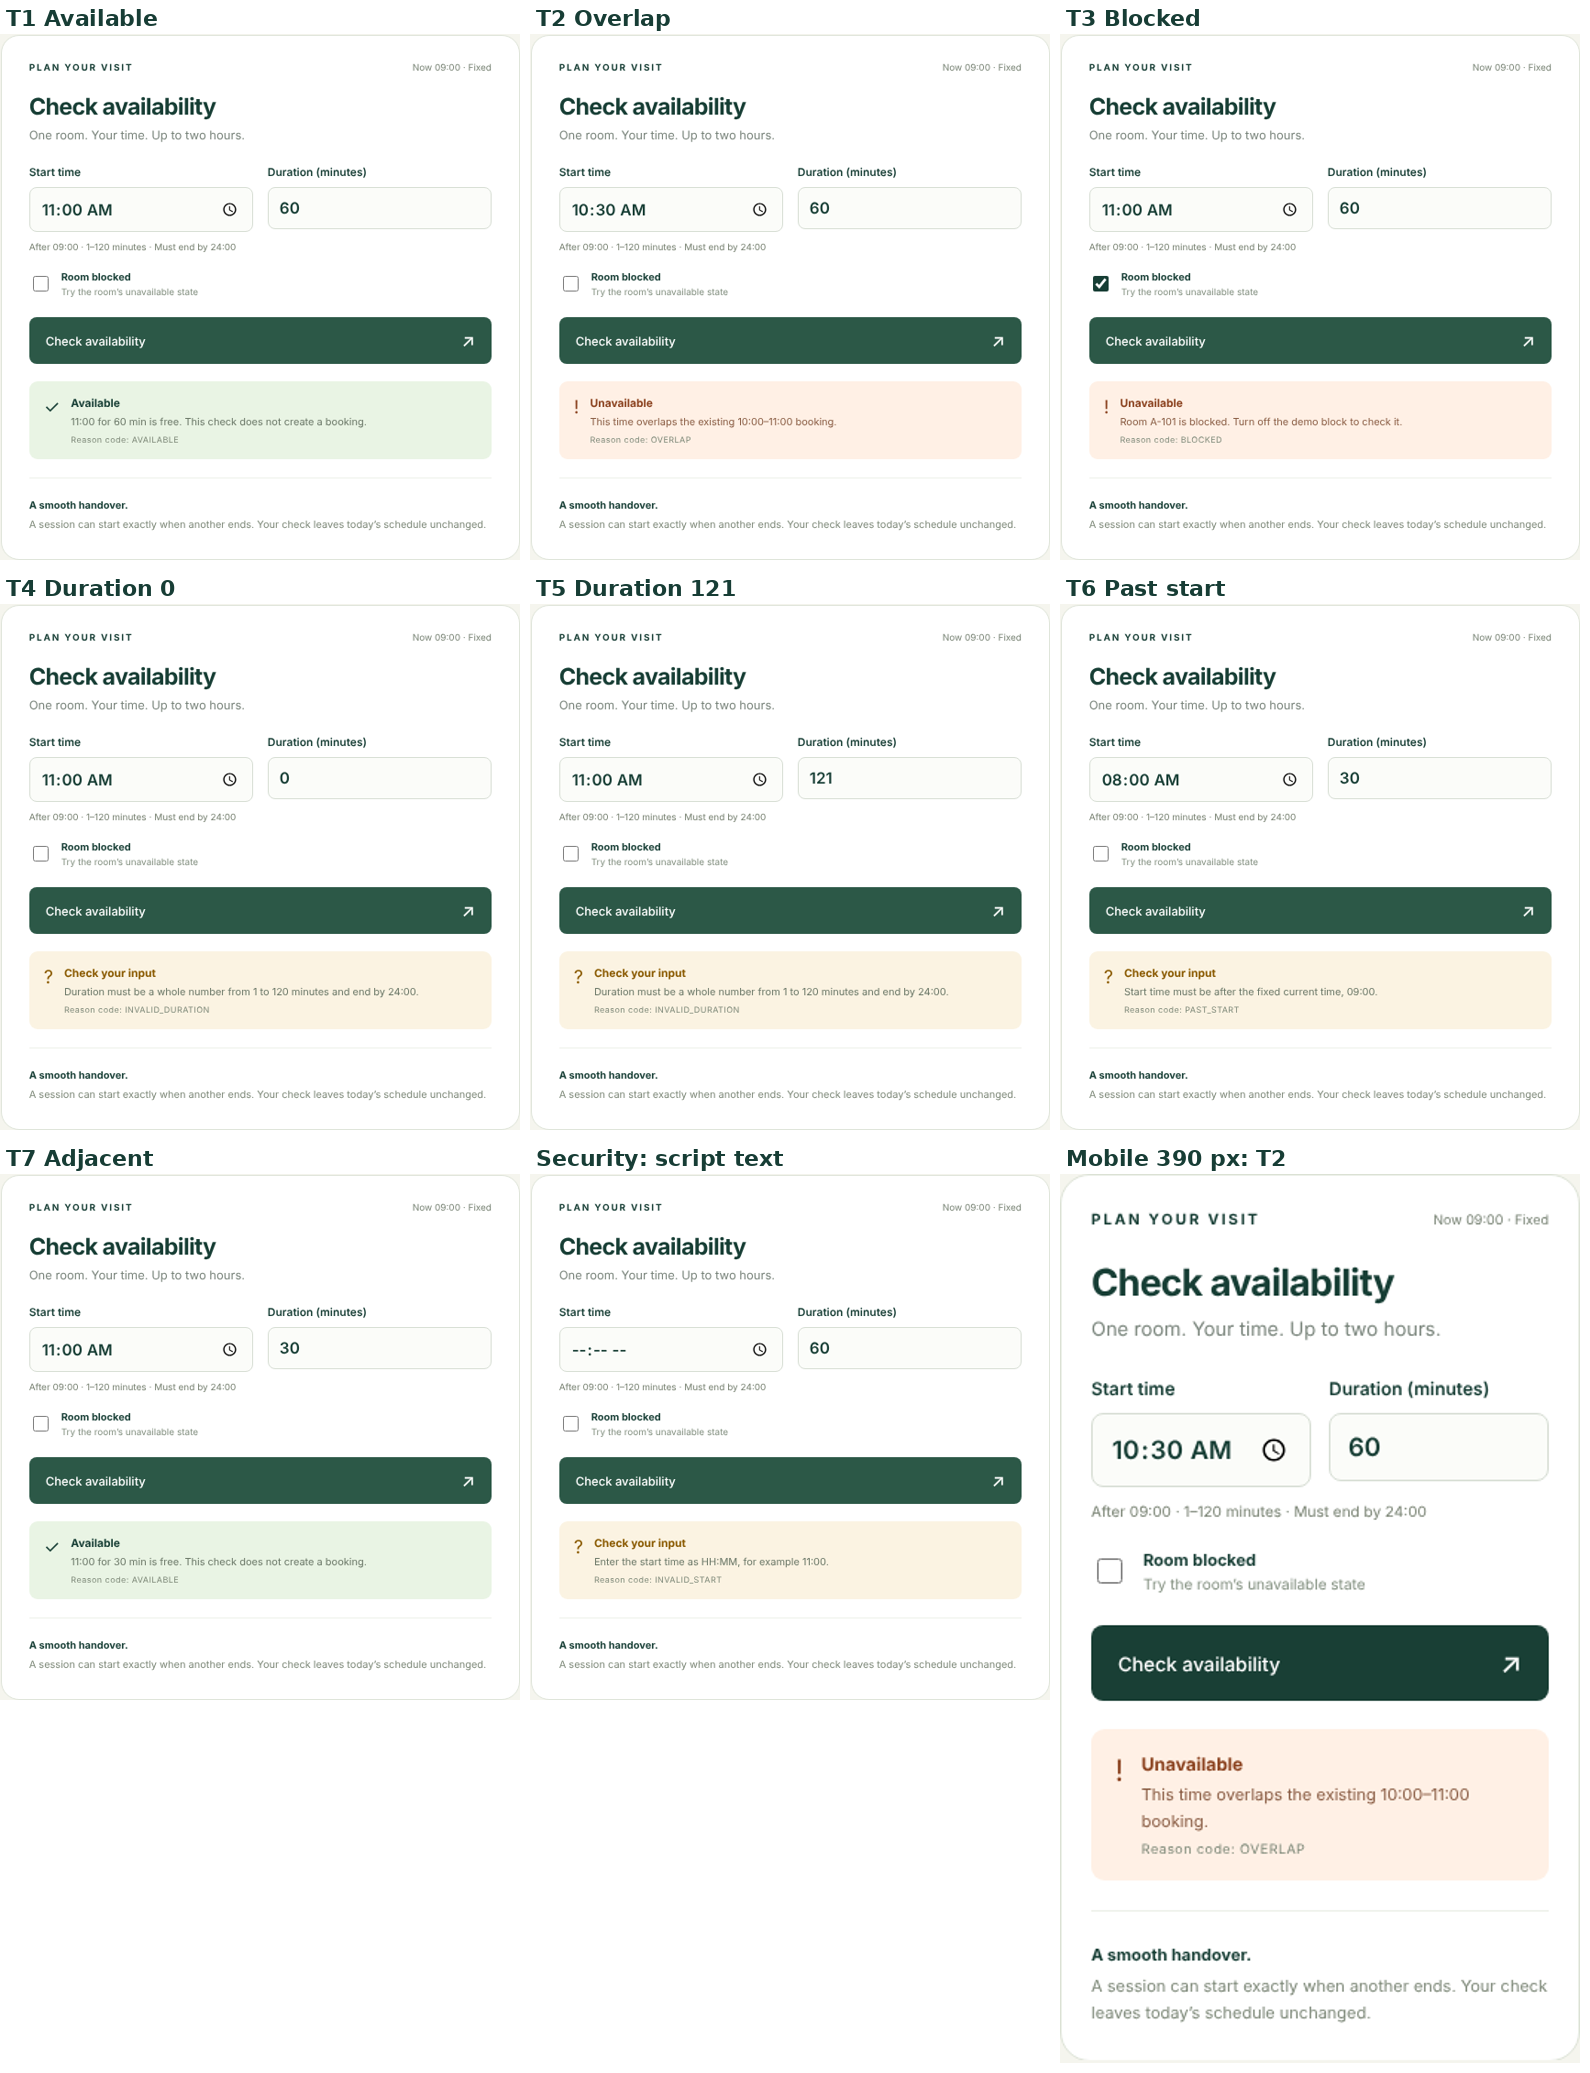 T1 Available
PLAN YOUR VISIT
Now 09:00 · Fixed
Check availability
One room. Your time. Up to two hours.
Start time
Duration (minutes)
11:00 AM
60
After 09:00 · 1–120 minutes · Must end by 24:00
Room blocked
Try the room's unavailable state
Check availability
Available
11:00 for 60 min is free. This check does not create a booking.
Reason code: AVAILABLE
A smooth handover.
A session can start exactly when another ends. Your check leaves today's schedule unchanged.
T2 Overlap
PLAN YOUR VISIT
Now 09:00 · Fixed
Check availability
One room. Your time. Up to two hours.
Start time
Duration (minutes)
10:30 AM
60
After 09:00 · 1–120 minutes · Must end by 24:00
Room blocked
Try the room's unavailable state
Check availability
! Unavailable
This time overlaps the existing 10:00–11:00 booking.
Reason code: OVERLAP
A smooth handover.
A session can start exactly when another ends. Your check leaves today's schedule unchanged.
T3 Blocked
PLAN YOUR VISIT
Now 09:00 · Fixed
Check availability
One room. Your time. Up to two hours.
Start time
Duration (minutes)
11:00 AM
60
After 09:00 · 1–120 minutes · Must end by 24:00
Room blocked
Try the room's unavailable state
Check availability
! Unavailable
Room A-101 is blocked. Turn off the demo block to check it.
Reason code: BLOCKED
A smooth handover.
A session can start exactly when another ends. Your check leaves today's schedule unchanged.
T4 Duration 0
PLAN YOUR VISIT
Now 09:00 · Fixed
Check availability
One room. Your time. Up to two hours.
Start time
Duration (minutes)
11:00 AM
0
After 09:00 · 1–120 minutes · Must end by 24:00
Room blocked
Try the room's unavailable state
Check availability
? Check your input
Duration must be a whole number from 1 to 120 minutes and end by 24:00.
Reason code: INVALID_DURATION
A smooth handover.
A session can start exactly when another ends. Your check leaves today's schedule unchanged.
T5 Duration 121
PLAN YOUR VISIT
Now 09:00 · Fixed
Check availability
One room. Your time. Up to two hours.
Start time
Duration (minutes)
11:00 AM
121
After 09:00 · 1–120 minutes · Must end by 24:00
Room blocked
Try the room's unavailable state
Check availability
? Check your input
Duration must be a whole number from 1 to 120 minutes and end by 24:00.
Reason code: INVALID_DURATION
A smooth handover.
A session can start exactly when another ends. Your check leaves today's schedule unchanged.
T6 Past start
PLAN YOUR VISIT
Now 09:00 · Fixed
Check availability
One room. Your time. Up to two hours.
Start time
Duration (minutes)
08:00 AM
30
After 09:00 · 1–120 minutes · Must end by 24:00
Room blocked
Try the room's unavailable state
Check availability
? Check your input
Start time must be after the fixed current time, 09:00.
Reason code: PAST_START
A smooth handover.
A session can start exactly when another ends. Your check leaves today's schedule unchanged.
T7 Adjacent
PLAN YOUR VISIT
Now 09:00 · Fixed
Check availability
One room. Your time. Up to two hours.
Start time
Duration (minutes)
11:00 AM
30
After 09:00 · 1–120 minutes · Must end by 24:00
Room blocked
Try the room's unavailable state
Check availability
Available
11:00 for 30 min is free. This check does not create a booking.
Reason code: AVAILABLE
A smooth handover.
A session can start exactly when another ends. Your check leaves today's schedule unchanged.
Security: script text
PLAN YOUR VISIT
Now 09:00 · Fixed
Check availability
One room. Your time. Up to two hours.
Start time
Duration (minutes)
--:-- --
60
After 09:00 · 1–120 minutes · Must end by 24:00
Room blocked
Try the room's unavailable state
Check availability
? Check your input
Enter the start time as HH:MM, for example 11:00.
Reason code: INVALID_START
A smooth handover.
A session can start exactly when another ends. Your check leaves today's schedule unchanged.
Mobile 390 px: T2
PLAN YOUR VISIT
Now 09:00 · Fixed
Check availability
One room. Your time. Up to two hours.
Start time
Duration (minutes)
10:30 AM
60
After 09:00 · 1–120 minutes · Must end by 24:00
Room blocked
Try the room's unavailable state
Check availability
! Unavailable
This time overlaps the existing 10:00–11:00
booking.
Reason code: OVERLAP
A smooth handover.
A session can start exactly when another ends. Your check
leaves today's schedule unchanged.